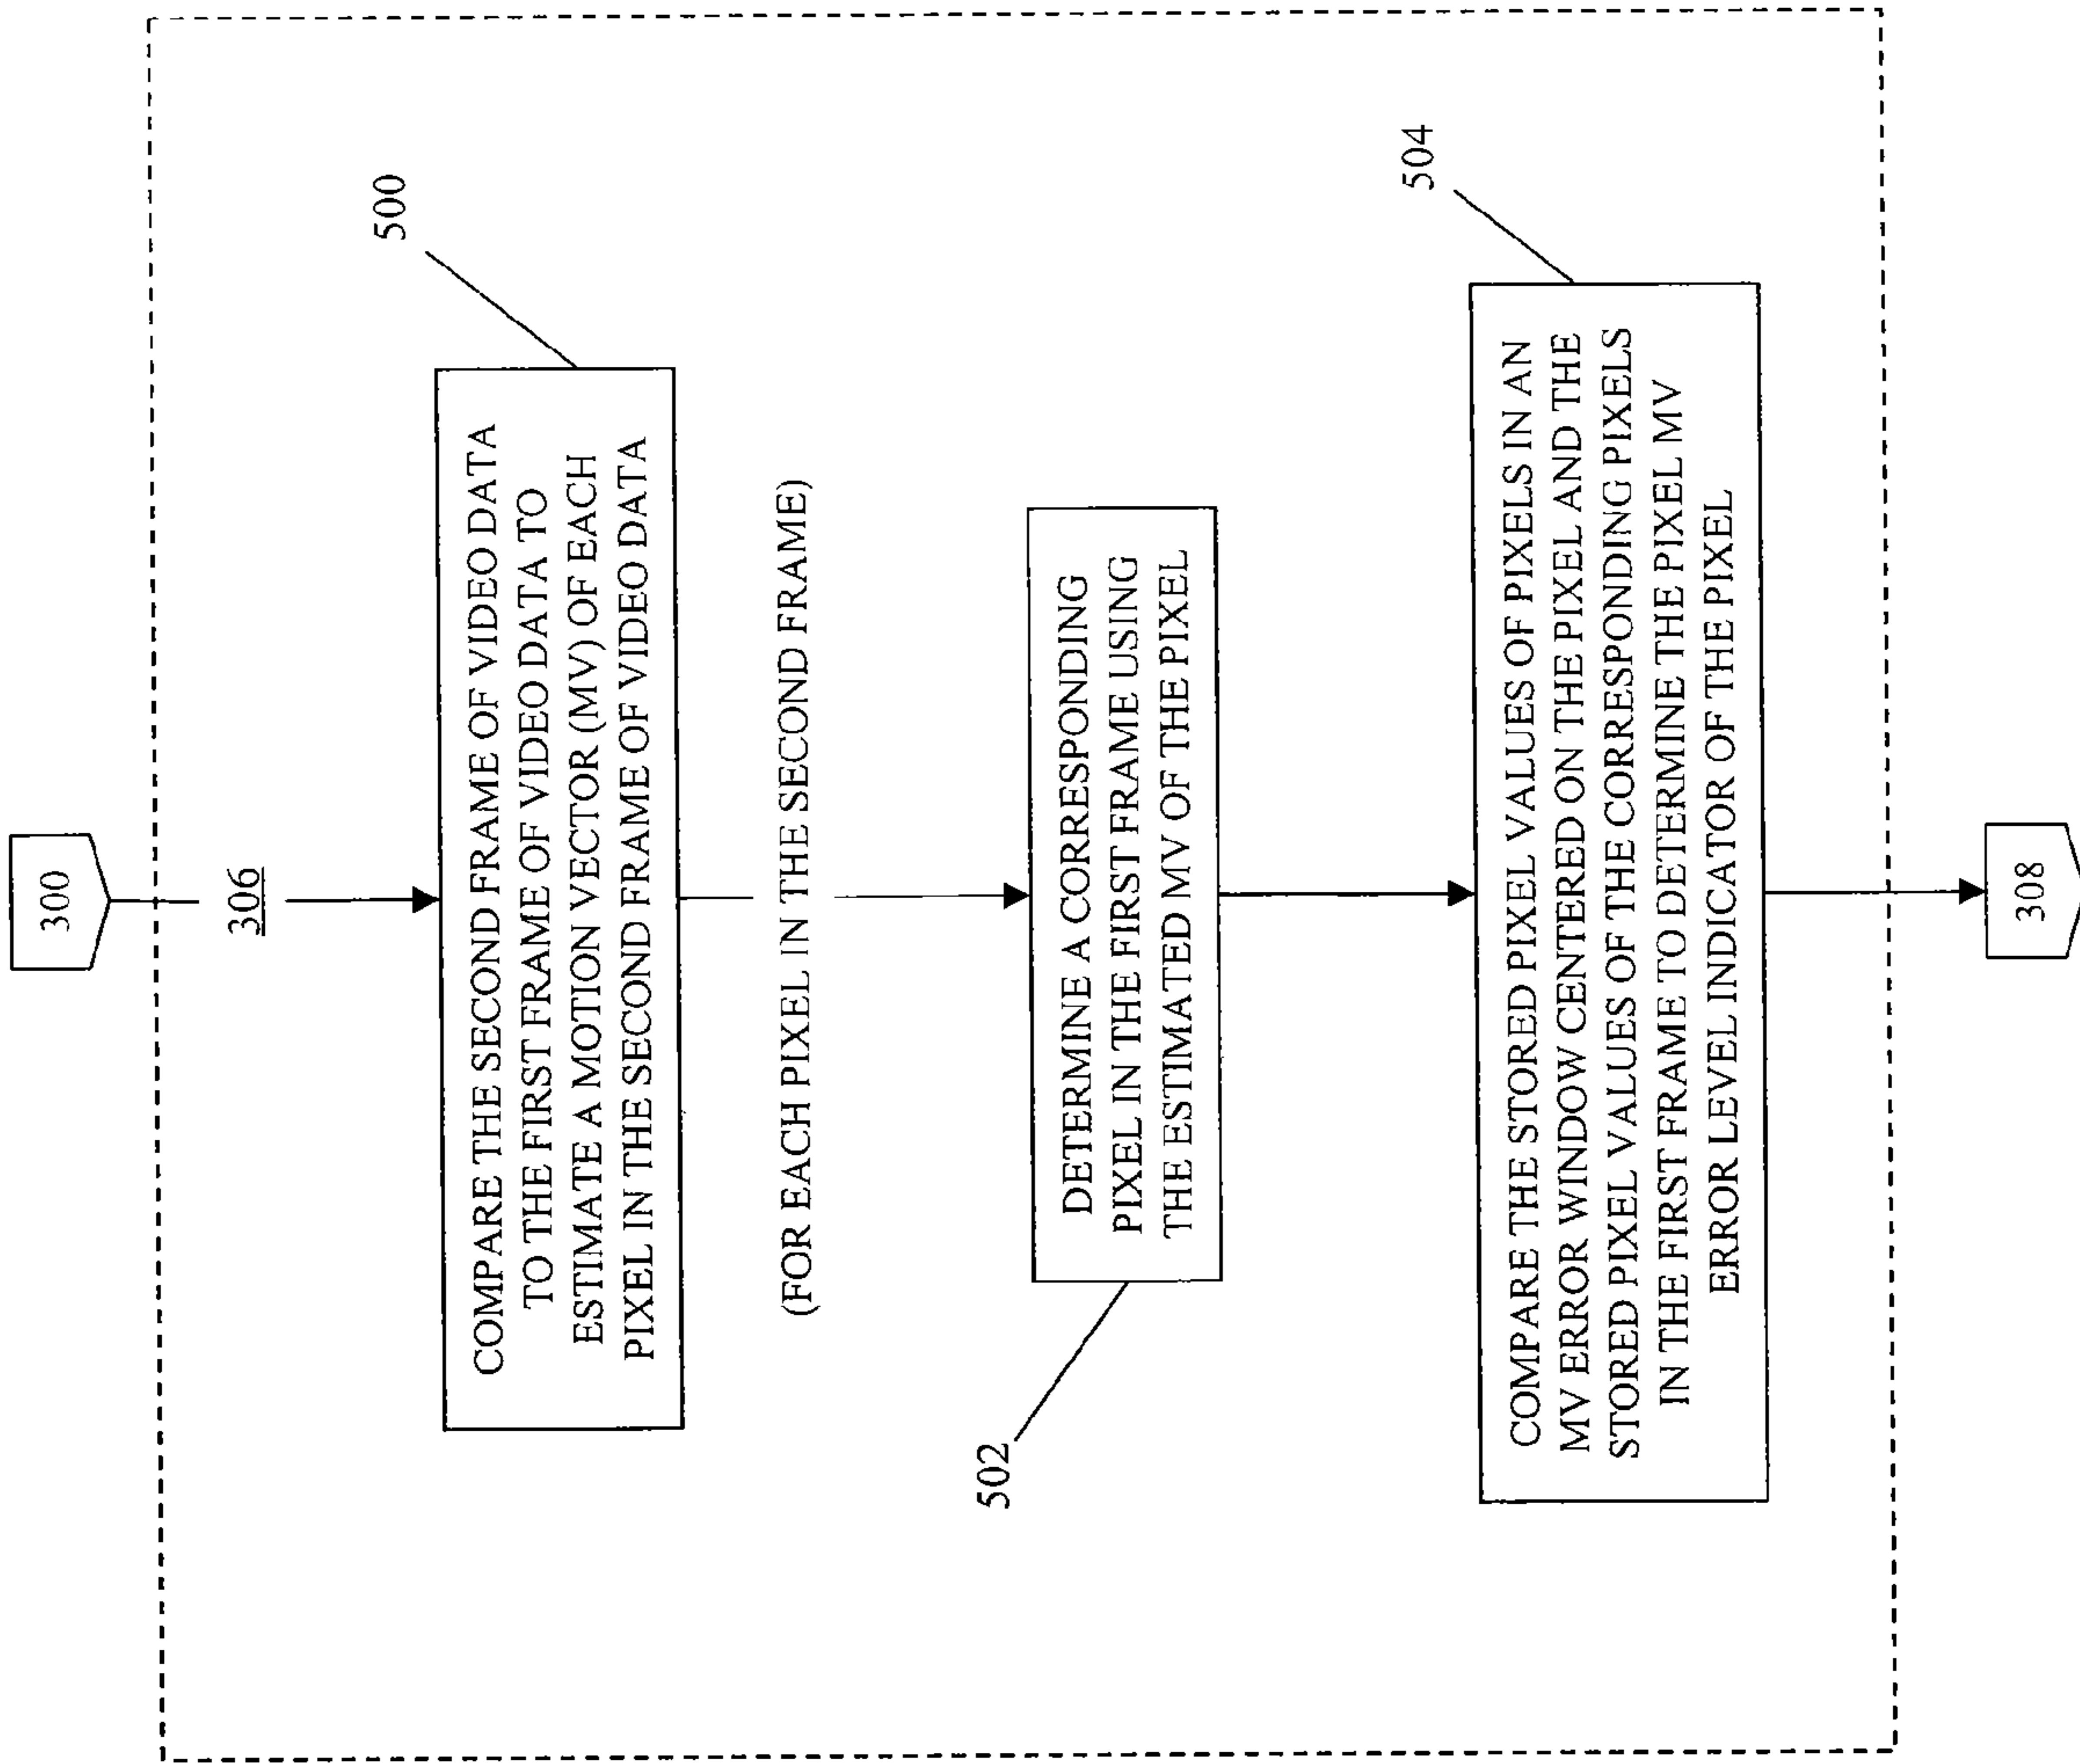 300
306
500
COMPARE THE SECOND FRAME OF VIDEO DATA
TO THE FIRST FRAME OF VIDEO DATA TO
ESTIMATE A MOTION VECTOR (MV) OF EACH
PIXEL IN THE SECOND FRAME OF VIDEO DATA
(FOR EACH PIXEL IN THE SECOND FRAME)
502
DETERMINE A CORRESPONDING
PIXEL IN THE FIRST FRAME USING
THE ESTIMATED MV OF THE PIXEL
504
COMPARE THE STORED PIXEL VALUES OF PIXELS IN AN
MV ERROR WINDOW CENTERED ON THE PIXEL AND THE
STORED PIXEL VALUES OF THE CORRESPONDING PIXELS
IN THE FIRST FRAME TO DETERMINE THE PIXEL MV
ERROR LEVEL INDICATOR OF THE PIXEL
308